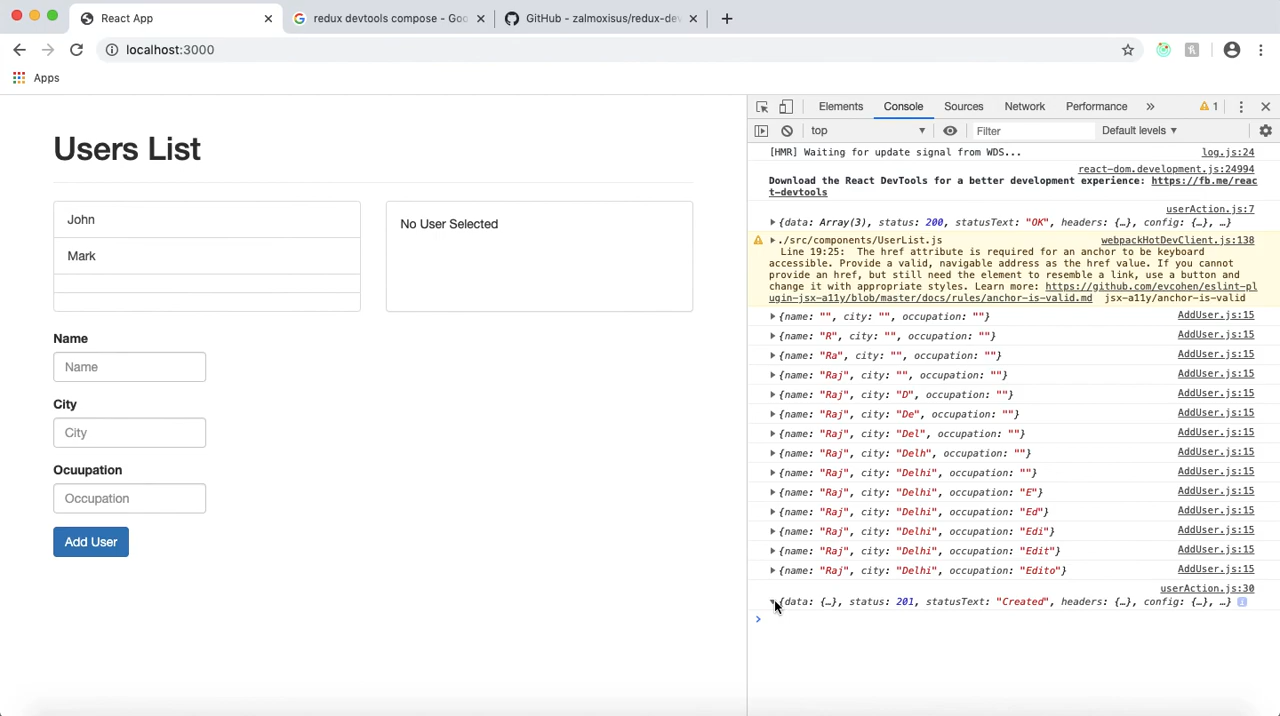 React App
redux devtools compose - Goo
GitHub - zalmoxisus/redux-dev
localhost:3000
Apps
Users List
John
Mark
No User Selected
Name
Name
City
City
Ocuupation
Occupation
Add User
Elements Console Sources Network Performance » 1
top Filter Default levels
[HMR] Waiting for update signal from WDS... log.js:24
react-dom.development.js:24994
Download the React DevTools for a better development experience: https://fb.me/reac
t-devtools
userAction.js:7
{data: Array(3), status: 200, statusText: "OK", headers: {…}, config: {…}, …}
./src/components/UserList.js webpackHotDevClient.js:138
Line 19:25: The href attribute is required for an anchor to be keyboard
accessible. Provide a valid, navigable address as the href value. If you cannot
provide an href, but still need the element to resemble a link, use a button and
change it with appropriate styles. Learn more: https://github.com/evcohen/eslint-pl
ugin-jsx-a11y/blob/master/docs/rules/anchor-is-valid.md jsx-a11y/anchor-is-valid
{name: "", city: "", occupation: ""} AddUser.js:15
{name: "R", city: "", occupation: ""} AddUser.js:15
{name: "Ra", city: "", occupation: ""} AddUser.js:15
{name: "Raj", city: "", occupation: ""} AddUser.js:15
{name: "Raj", city: "D", occupation: ""} AddUser.js:15
{name: "Raj", city: "De", occupation: ""} AddUser.js:15
{name: "Raj", city: "Del", occupation: ""} AddUser.js:15
{name: "Raj", city: "Delh", occupation: ""} AddUser.js:15
{name: "Raj", city: "Delhi", occupation: ""} AddUser.js:15
{name: "Raj", city: "Delhi", occupation: "E"} AddUser.js:15
{name: "Raj", city: "Delhi", occupation: "Ed"} AddUser.js:15
{name: "Raj", city: "Delhi", occupation: "Edi"} AddUser.js:15
{name: "Raj", city: "Delhi", occupation: "Edit"} AddUser.js:15
{name: "Raj", city: "Delhi", occupation: "Edito"} AddUser.js:15
userAction.js:30
{data: {…}, status: 201, statusText: "Created", headers: {…}, config: {…}, …}